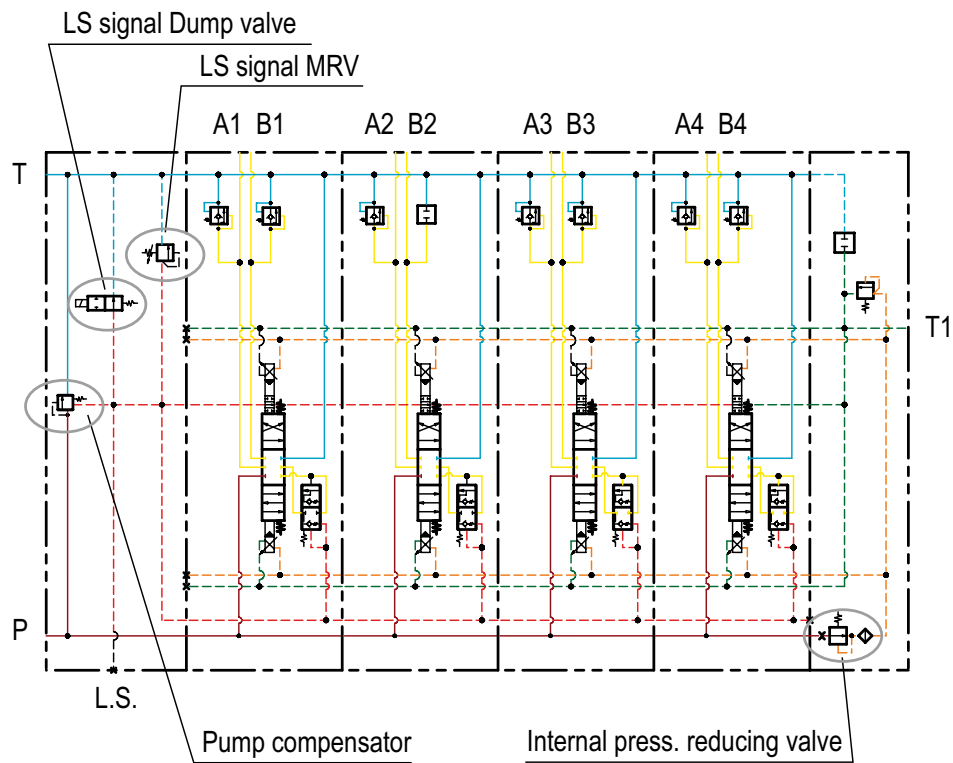 LS signal Dump valve
LS signal MRV
A1 B1 A2 B2 A3 B3 A4 B4
T
T1
P
L.S.
Pump compensator
Internal press. reducing valve